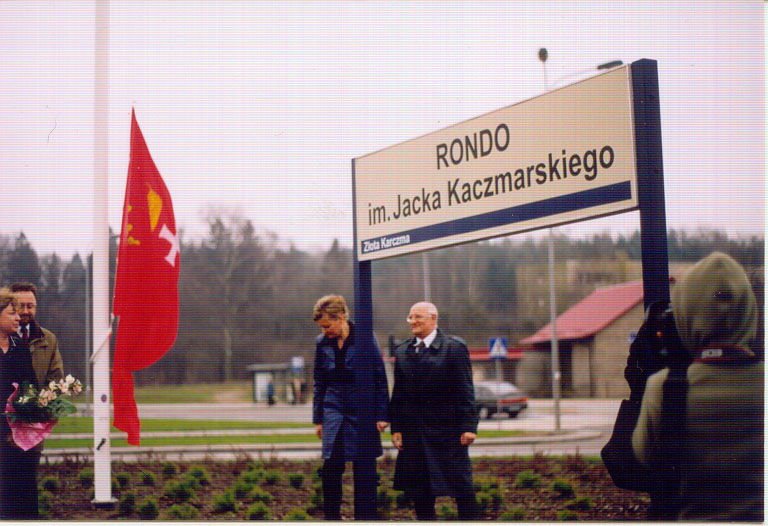 RONDO
im. Jacka Kaczmarskiego
Złota Karczma